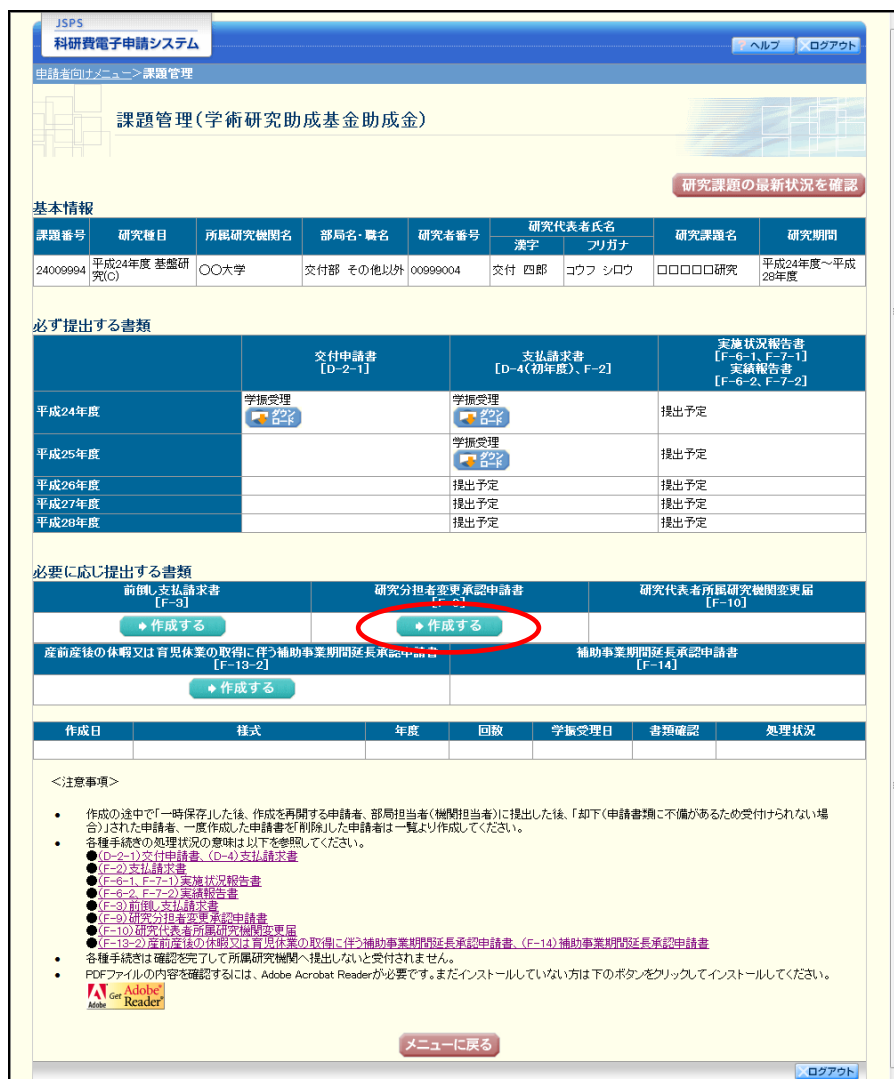 JSPS
科研費電子申請システム
ヘルプ
ログアウト
申請者向けメニュー>課題管理
課題管理(学術研究助成基金助成金)
研究課題の最新状況を確認
基本情報
課題番号 研究種目 所属研究機関名 部局名・職名 研究者番号 研究代表者氏名 研究課題名 研究期間
漢字 フリガナ
24009994 平成24年度 基盤研 〇〇大学 交付部 その他以外 00999004 交付 四郎 コウフ シロウ □□□□□研究 平成24年度~平成
究(C) 28年度
必ず提出する書類
交付申請書 支払請求書 実施状況報告書
[D-2-1] [D-4(初年度)、F-2] [F-6-1、F-7-1]
実績報告書
[F-6-2、F-7-2]
平成24年度 学振受理 学振受理 提出予定
ダウンロード ダウンロード
平成25年度 学振受理 提出予定
ダウンロード
平成26年度 提出予定 提出予定
平成27年度 提出予定 提出予定
平成28年度 提出予定 提出予定
必要に応じ提出する書類
前倒し支払請求書 研究分担者変更承認申請書 研究代表者所属研究機関変更届
[F-3] [F-10]
作成する 作成する
産前産後の休暇又は育児休業の取得に伴う補助事業期間延長承認申請書 補助事業期間延長承認申請書
[F-13-2] [F-14]
作成する
作成日 様式 年度 回数 学振受理日 書類確認 処理状況
<注意事項>
• 作成の途中で「一時保存」した後、作成を再開する申請者、部局担当者(機関担当者)に提出した後、「却下(申請書類に不備があるため受付けられない場
合)」された申請者、一度作成した申請書を「削除」した申請者は一覧より作成してください。
• 各種手続きの処理状況の意味は以下を参照してください。
●(D-2-1)交付申請書、(D-4)支払請求書
●(F-2)支払請求書
●(F-6-1、F-7-1)実施状況報告書
●(F-6-2、F-7-2)実績報告書
●(F-3)前倒し支払請求書
●(F-9)研究分担者変更承認申請書
●(F-10)研究代表者所属研究機関変更届
●(F-13-2)産前産後の休暇又は育児休業の取得に伴う補助事業期間延長承認申請書、(F-14)補助事業期間延長承認申請書
• 各種手続きは確認を完了して所属研究機関へ提出しないと受付されません。
• PDFファイルの内容を確認するには、Adobe Acrobat Readerが必要です。まだインストールしていない方は下のボタンをクリックしてインストールしてください。
Adobe Get Adobe® Reader®
メニューに戻る
ログアウト